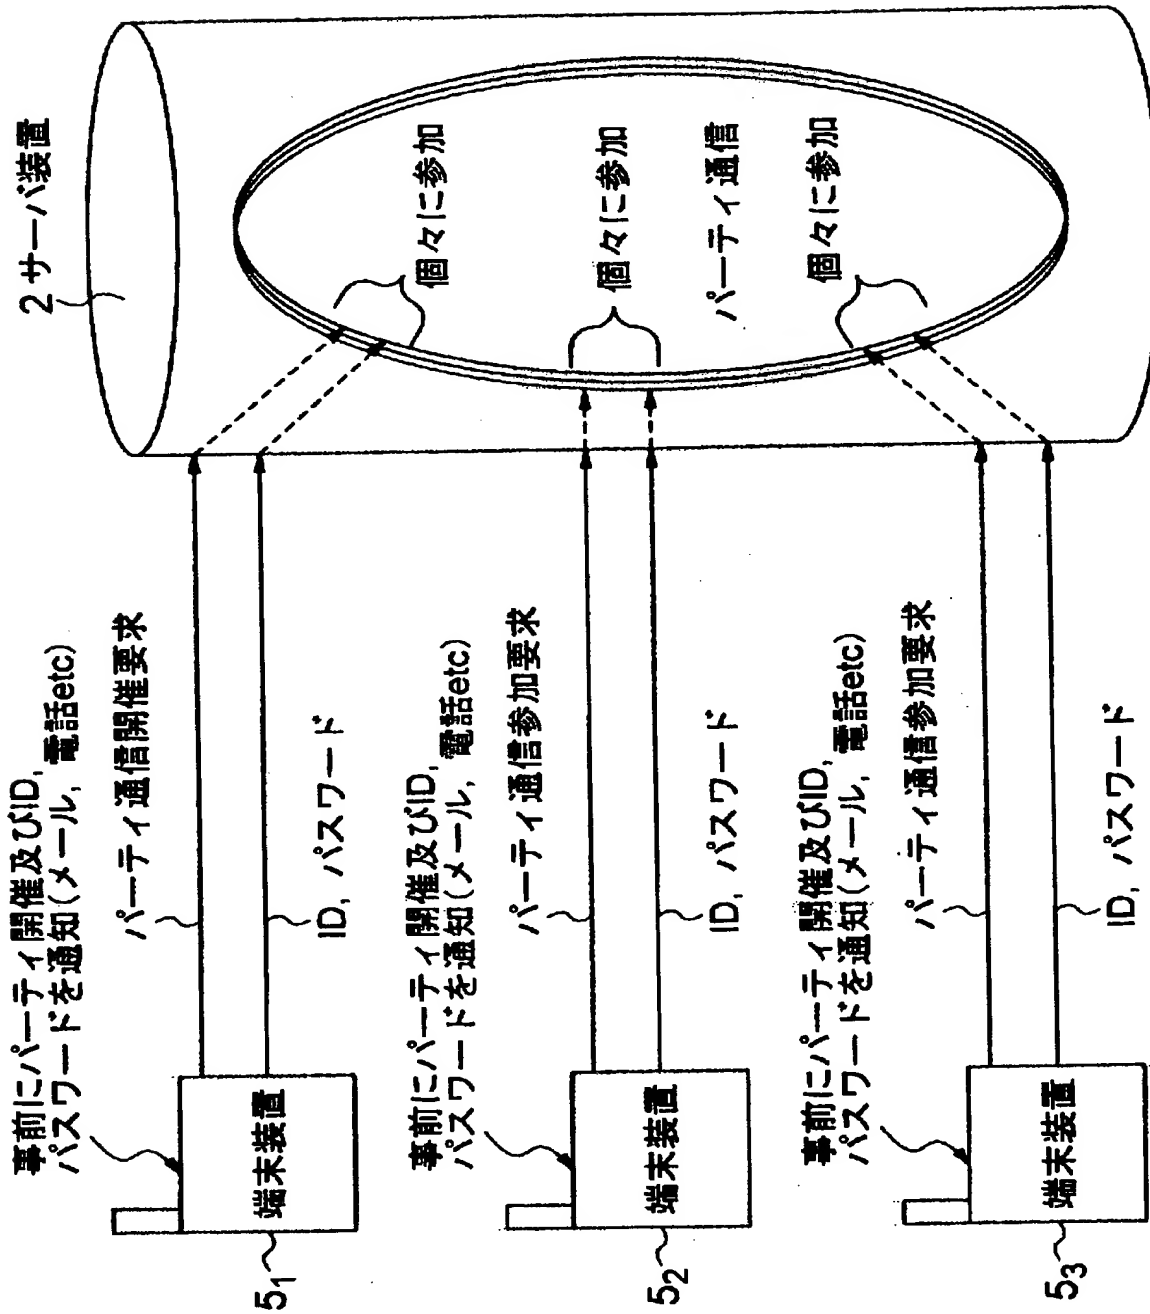 2 サーバ装置
個々に参加
個々に参加
パーティ通信
個々に参加
事前にパーティ開催及びID,
パスワードを通知(メール, 電話etc)
パーティ通信開催要求
ID, パスワード
端末装置
5₁
事前にパーティ開催及びID,
パスワードを通知(メール, 電話etc)
パーティ通信参加要求
ID, パスワード
端末装置
5₂
事前にパーティ開催及びID,
パスワードを通知(メール, 電話etc)
パーティ通信参加要求
ID, パスワード
端末装置
5₃